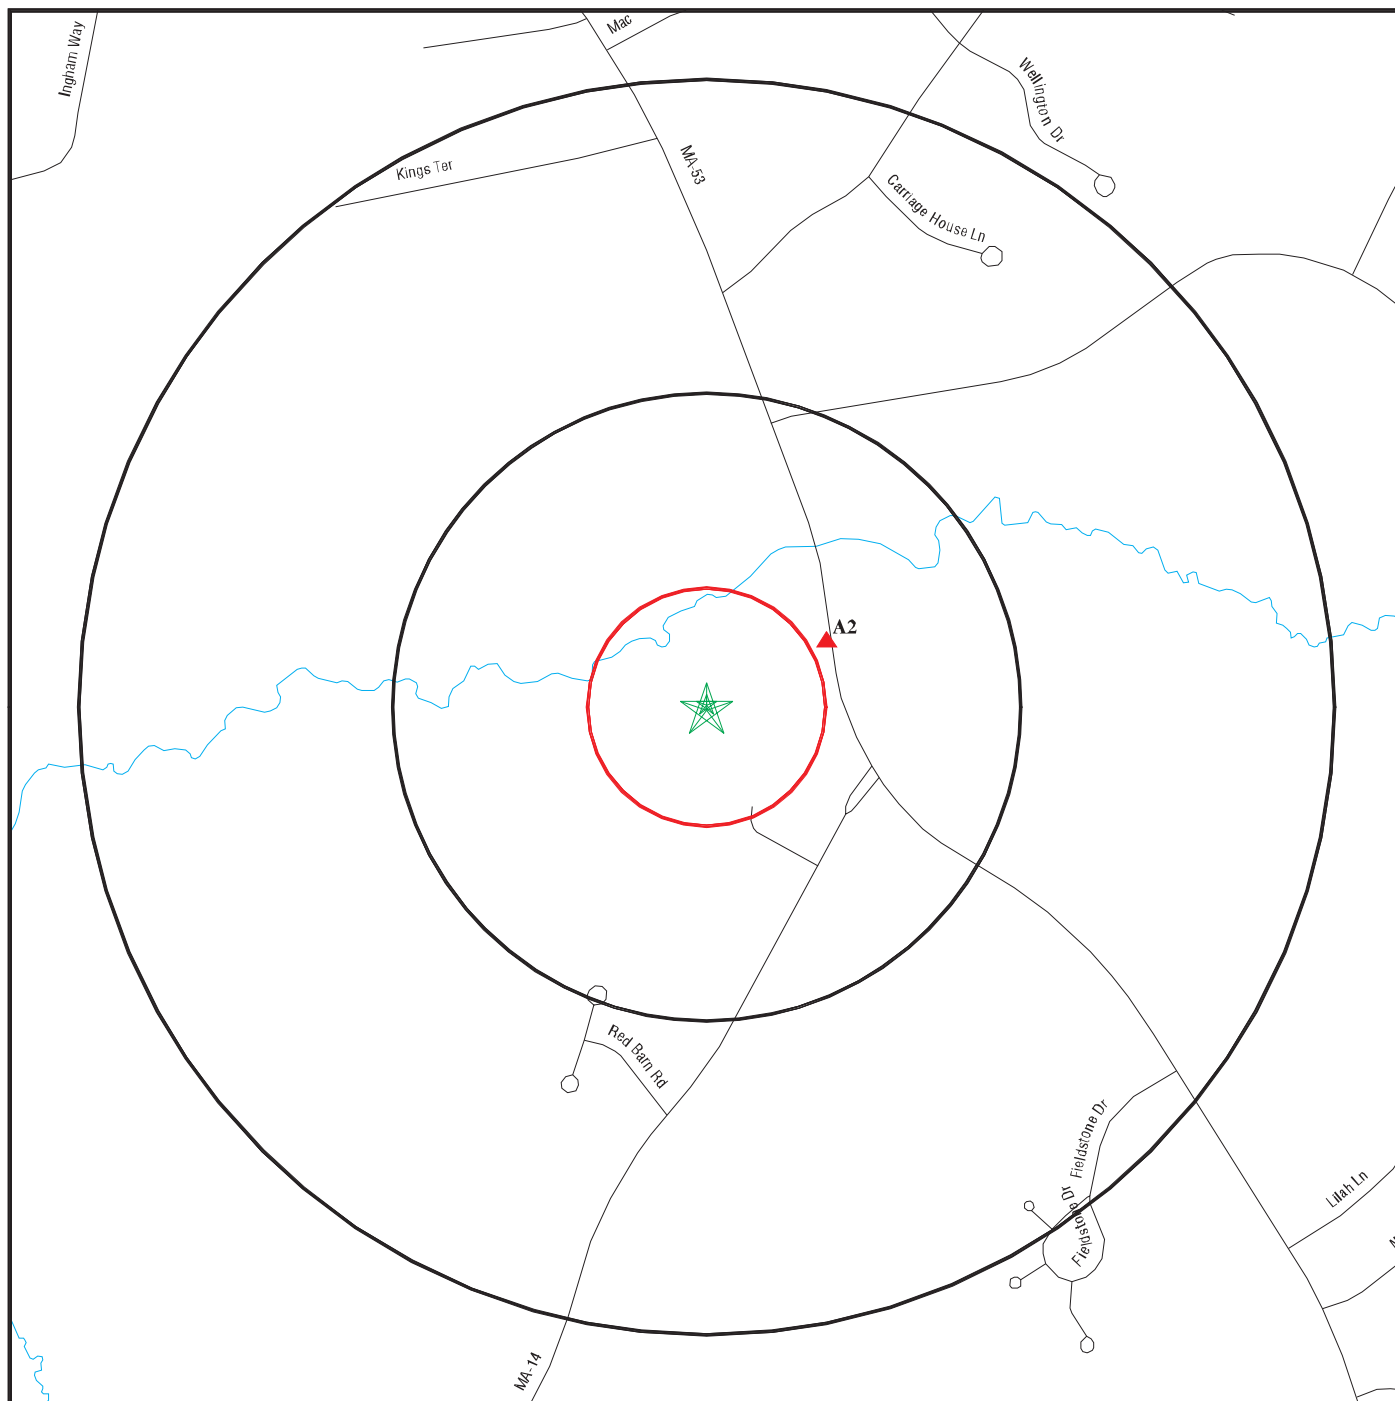 Mac
Ingham Way
Wellington Dr
MA-53
Kings Ter
Carriage House Ln
A2
Red Barn Rd
Fieldstone Dr
Fieldstone Dr
Lilah Ln
MA-14